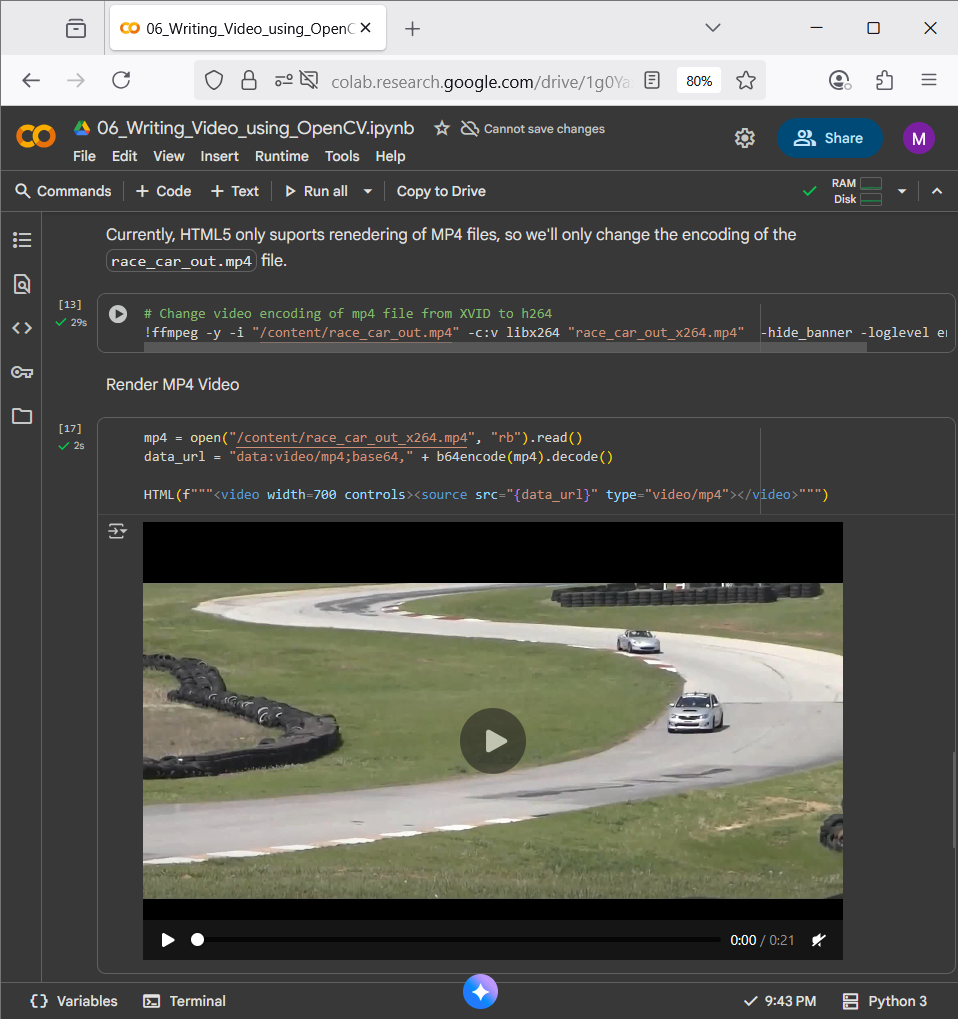 06_Writing_Video_using_OpenC
colab.research.google.com/drive/1g0Ya
80%
06_Writing_Video_using_OpenCV.ipynb
Cannot save changes
File Edit View Insert Runtime Tools Help
Share
M
Commands + Code + Text Run all Copy to Drive
RAM
Disk
Currently, HTML5 only suports renedering of MP4 files, so we'll only change the encoding of the
race_car_out.mp4 file.
[13]
29s
# Change video encoding of mp4 file from XVID to h264
!ffmpeg -y -i "/content/race_car_out.mp4" -c:v libx264 "race_car_out_x264.mp4" -hide_banner -loglevel er
Render MP4 Video
[17]
2s
mp4 = open("/content/race_car_out_x264.mp4", "rb").read()
data_url = "data:video/mp4;base64," + b64encode(mp4).decode()
HTML(f"""<video width=700 controls><source src="{data_url}" type="video/mp4"></video>""")
0:00 / 0:21
{} Variables Terminal 9:43 PM Python 3